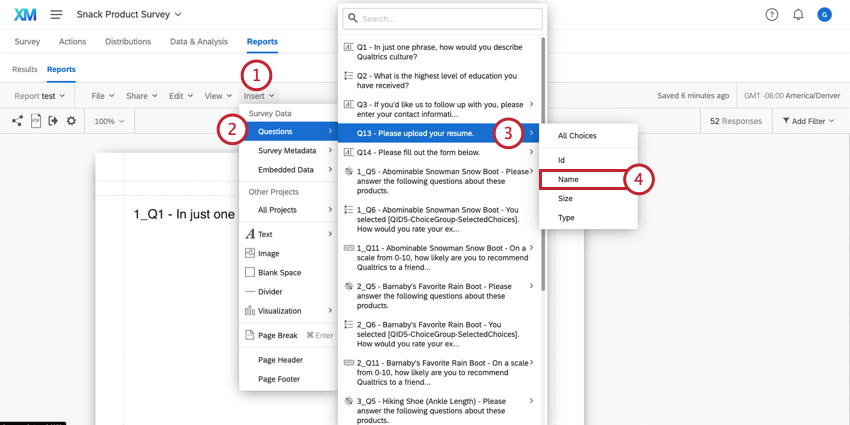 XM
Snack Product Survey
?
G
Survey
Actions
Distributions
Data & Analysis
Reports
Results
Reports
Report test
File
Share
Edit
View
Insert
Saved 6 minutes ago
GMT -06:00 America/Denver
PDF
100%
52 Responses
Add Filter
1_Q1 - In just one
1
Survey Data
2
Questions
Survey Metadata
Embedded Data
Other Projects
All Projects
Text
Image
Blank Space
Divider
Visualization
Page Break
⌘ Enter
Page Header
Page Footer
Search...
Q1 - In just one phrase, how would you describe
Qualtrics culture?
Q2 - What is the highest level of education you
have received?
Q3 - If you'd like us to follow up with you, please
enter your contact informati...
Q13 - Please upload your resume.
3
Q14 - Please fill out the form below.
1_Q5 - Abominable Snowman Snow Boot - Please
answer the following questions about these
products.
1_Q6 - Abominable Snowman Snow Boot - You
selected [QID5-ChoiceGroup-SelectedChoices].
How would you rate your ex...
1_Q11 - Abominable Snowman Snow Boot - On a
scale from 0-10, how likely are you to recommend
Qualtrics to a friend...
2_Q5 - Barnaby's Favorite Rain Boot - Please
answer the following questions about these
products.
2_Q6 - Barnaby's Favorite Rain Boot - You
selected [QID5-ChoiceGroup-SelectedChoices].
How would you rate your ex...
2_Q11 - Barnaby's Favorite Rain Boot - On a scale
from 0-10, how likely are you to recommend
Qualtrics to a friend...
3_Q5 - Hiking Shoe (Ankle Length) - Please
answer the following questions about these
products.
All Choices
Id
Name
4
Size
Type